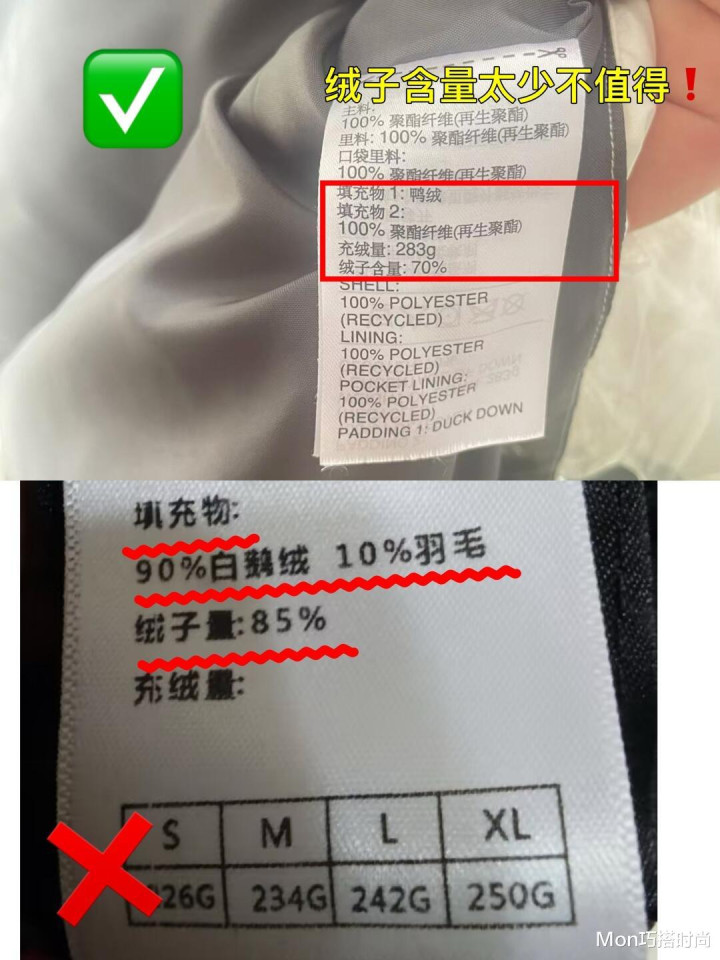 绒子含量太少不值得❗
主料:
100% 聚酯纤维(再生聚酯)
里料: 100% 聚酯纤维(再生聚酯)
口袋里料:
100% 聚酯纤维(再生聚酯)
填充物 1: 鸭绒
填充物 2:
100% 聚酯纤维(再生聚酯)
充绒量: 283g
绒子含量: 70%
SHELL:
100% POLYESTER
(RECYCLED)
LINING:
100% POLYESTER
(RECYCLED)
POCKET LINING:
100% POLYESTER
(RECYCLED)
PADDING 1: DUCK DOWN
填充物:
90%白鹅绒 10%羽毛
绒子量:85%
充绒量:
S M L XL
26G 234G 242G 250G
Mon巧搭时尚